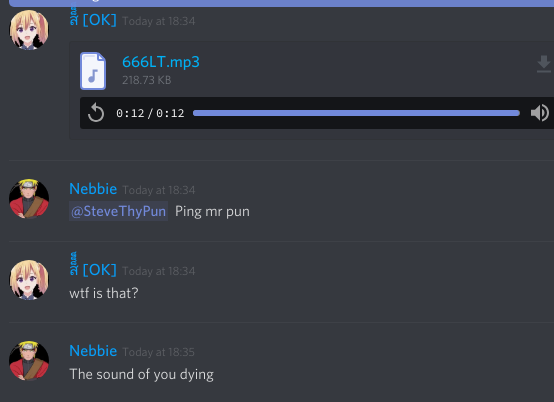 [OK] Today at 18:34
666LT.mp3
218.73 KB
0:12/0:12
Nebbie Today at 18:34
@SteveThyPun Ping mr pun
[OK] Today at 18:34
wtf is that?
Nebbie Today at 18:35
The sound of you dying